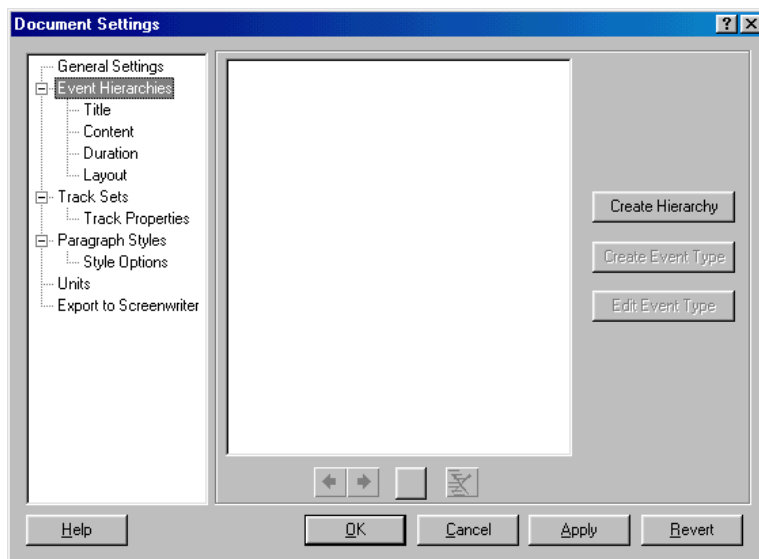 Document Settings
General Settings
Event Hierarchies
Title
Content
Duration
Layout
Track Sets
Track Properties
Paragraph Styles
Style Options
Units
Export to Screenwriter
Create Hierarchy
Create Event Type
Edit Event Type
Help
OK
Cancel
Apply
Revert